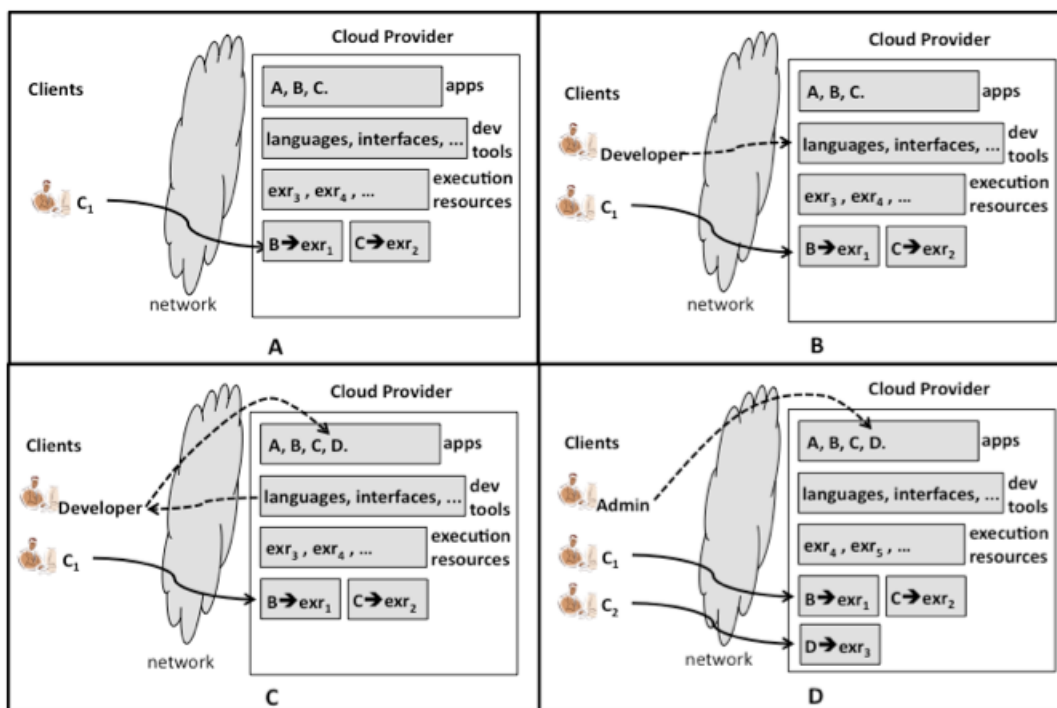 Cloud Provider
Clients
A, B, C.
apps
languages, interfaces, ...
dev
tools
exr3 , exr4 , ...
execution
resources
C1
B➔exr1
C➔exr2
network
A
Cloud Provider
Clients
A, B, C.
apps
Developer
languages, interfaces, ...
dev
tools
exr3 , exr4 , ...
execution
resources
C1
B➔exr1
C➔exr2
network
B
Cloud Provider
Clients
A, B, C, D.
apps
Developer
languages, interfaces, ...
dev
tools
exr3 , exr4 , ...
execution
resources
C1
B➔exr1
C➔exr2
network
C
Cloud Provider
Clients
A, B, C, D.
apps
Admin
languages, interfaces, ...
dev
tools
exr4 , exr5 , ...
execution
resources
C1
B➔exr1
C➔exr2
C2
D➔exr3
network
D